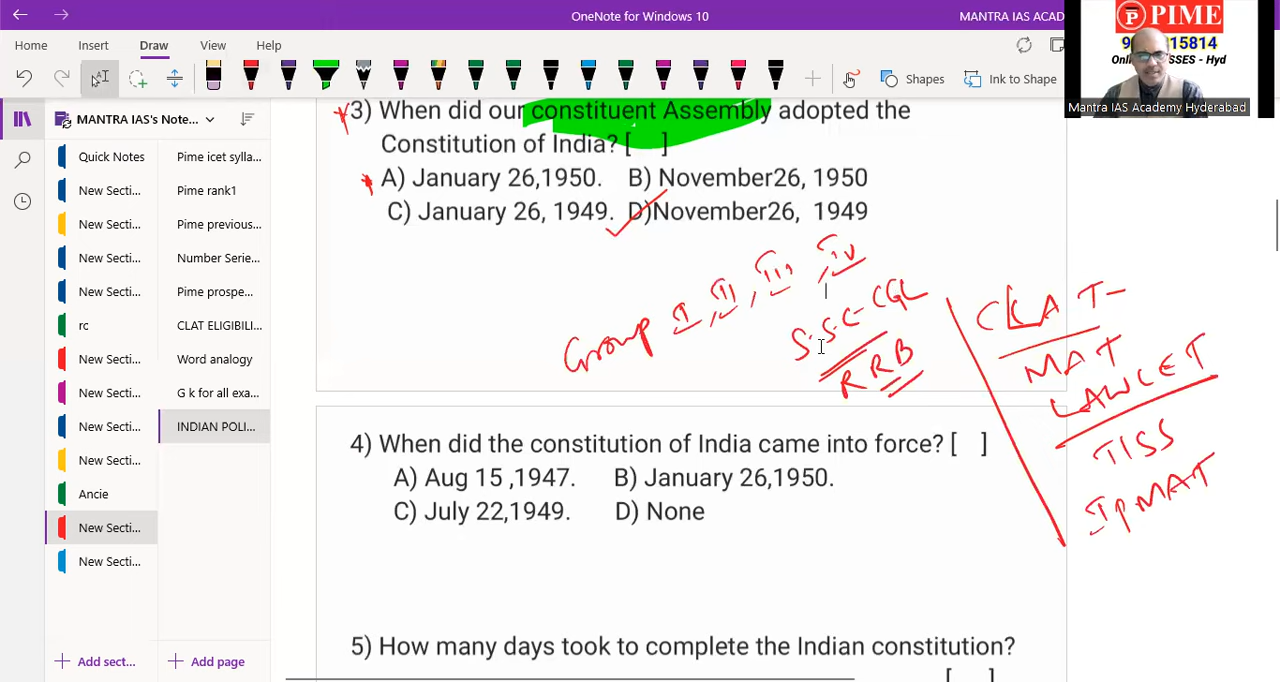 OneNote for Windows 10
MANTRA IAS ACAD
Home Insert Draw View Help
Shapes Ink to Shape
PIME
15814
Mantra IAS Academy Hyderabad
MANTRA IAS's Note...
Quick Notes
New Secti...
New Secti...
New Secti...
New Secti...
rc
New Secti...
New Secti...
New Secti...
New Secti...
Ancie
New Secti...
New Secti...
Add sect...
Pime icet sylla...
Pime rank1
Pime previous...
Number Serie...
Pime prospe...
CLAT ELIGIBILI...
Word analogy
G k for all exa...
INDIAN POLI...
Add page
3) When did our constituent Assembly adopted the
Constitution of India? [ ]
A) January 26,1950. B) November26, 1950
C) January 26, 1949. D)November26, 1949
Group I, II, III, IV
S.S.C-CGL
RRB
CLAT-
MAT
LAWCET
TISS
IPMAT
4) When did the constitution of India came into force? [ ]
A) Aug 15 ,1947. B) January 26,1950.
C) July 22,1949. D) None
5) How many days took to complete the Indian constitution?